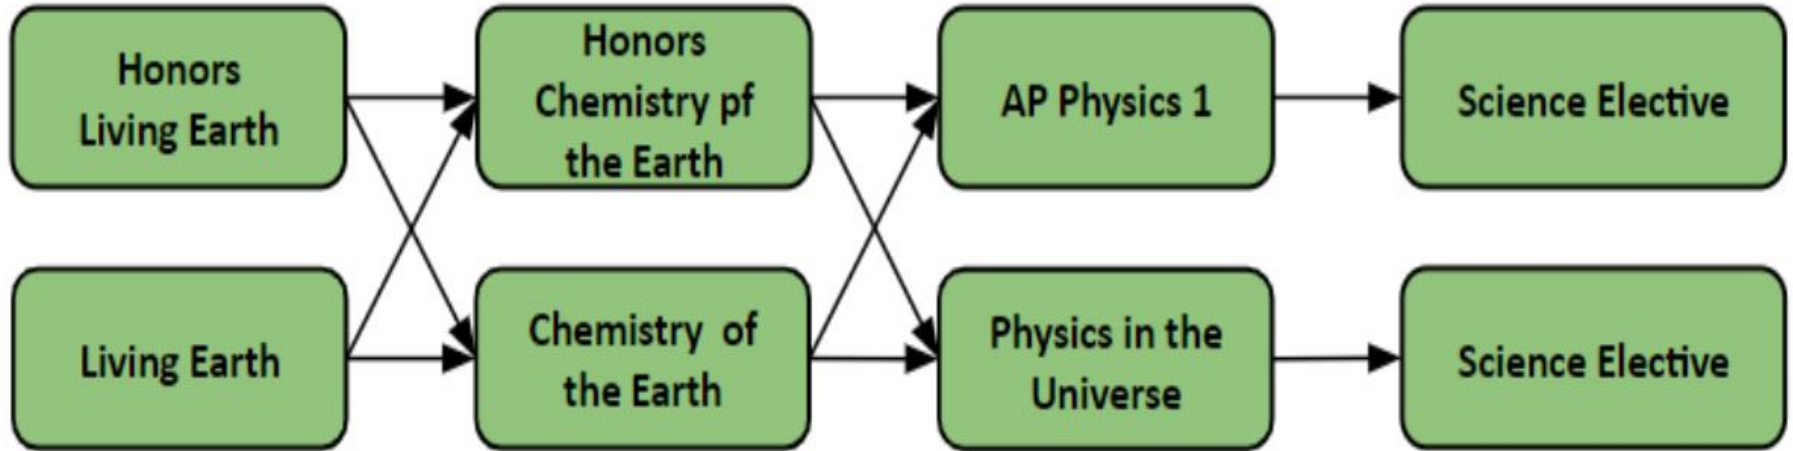 Honors
Living Earth
Honors
Chemistry pf
the Earth
AP Physics 1
Science Elective
Living Earth
Chemistry of
the Earth
Physics in the
Universe
Science Elective